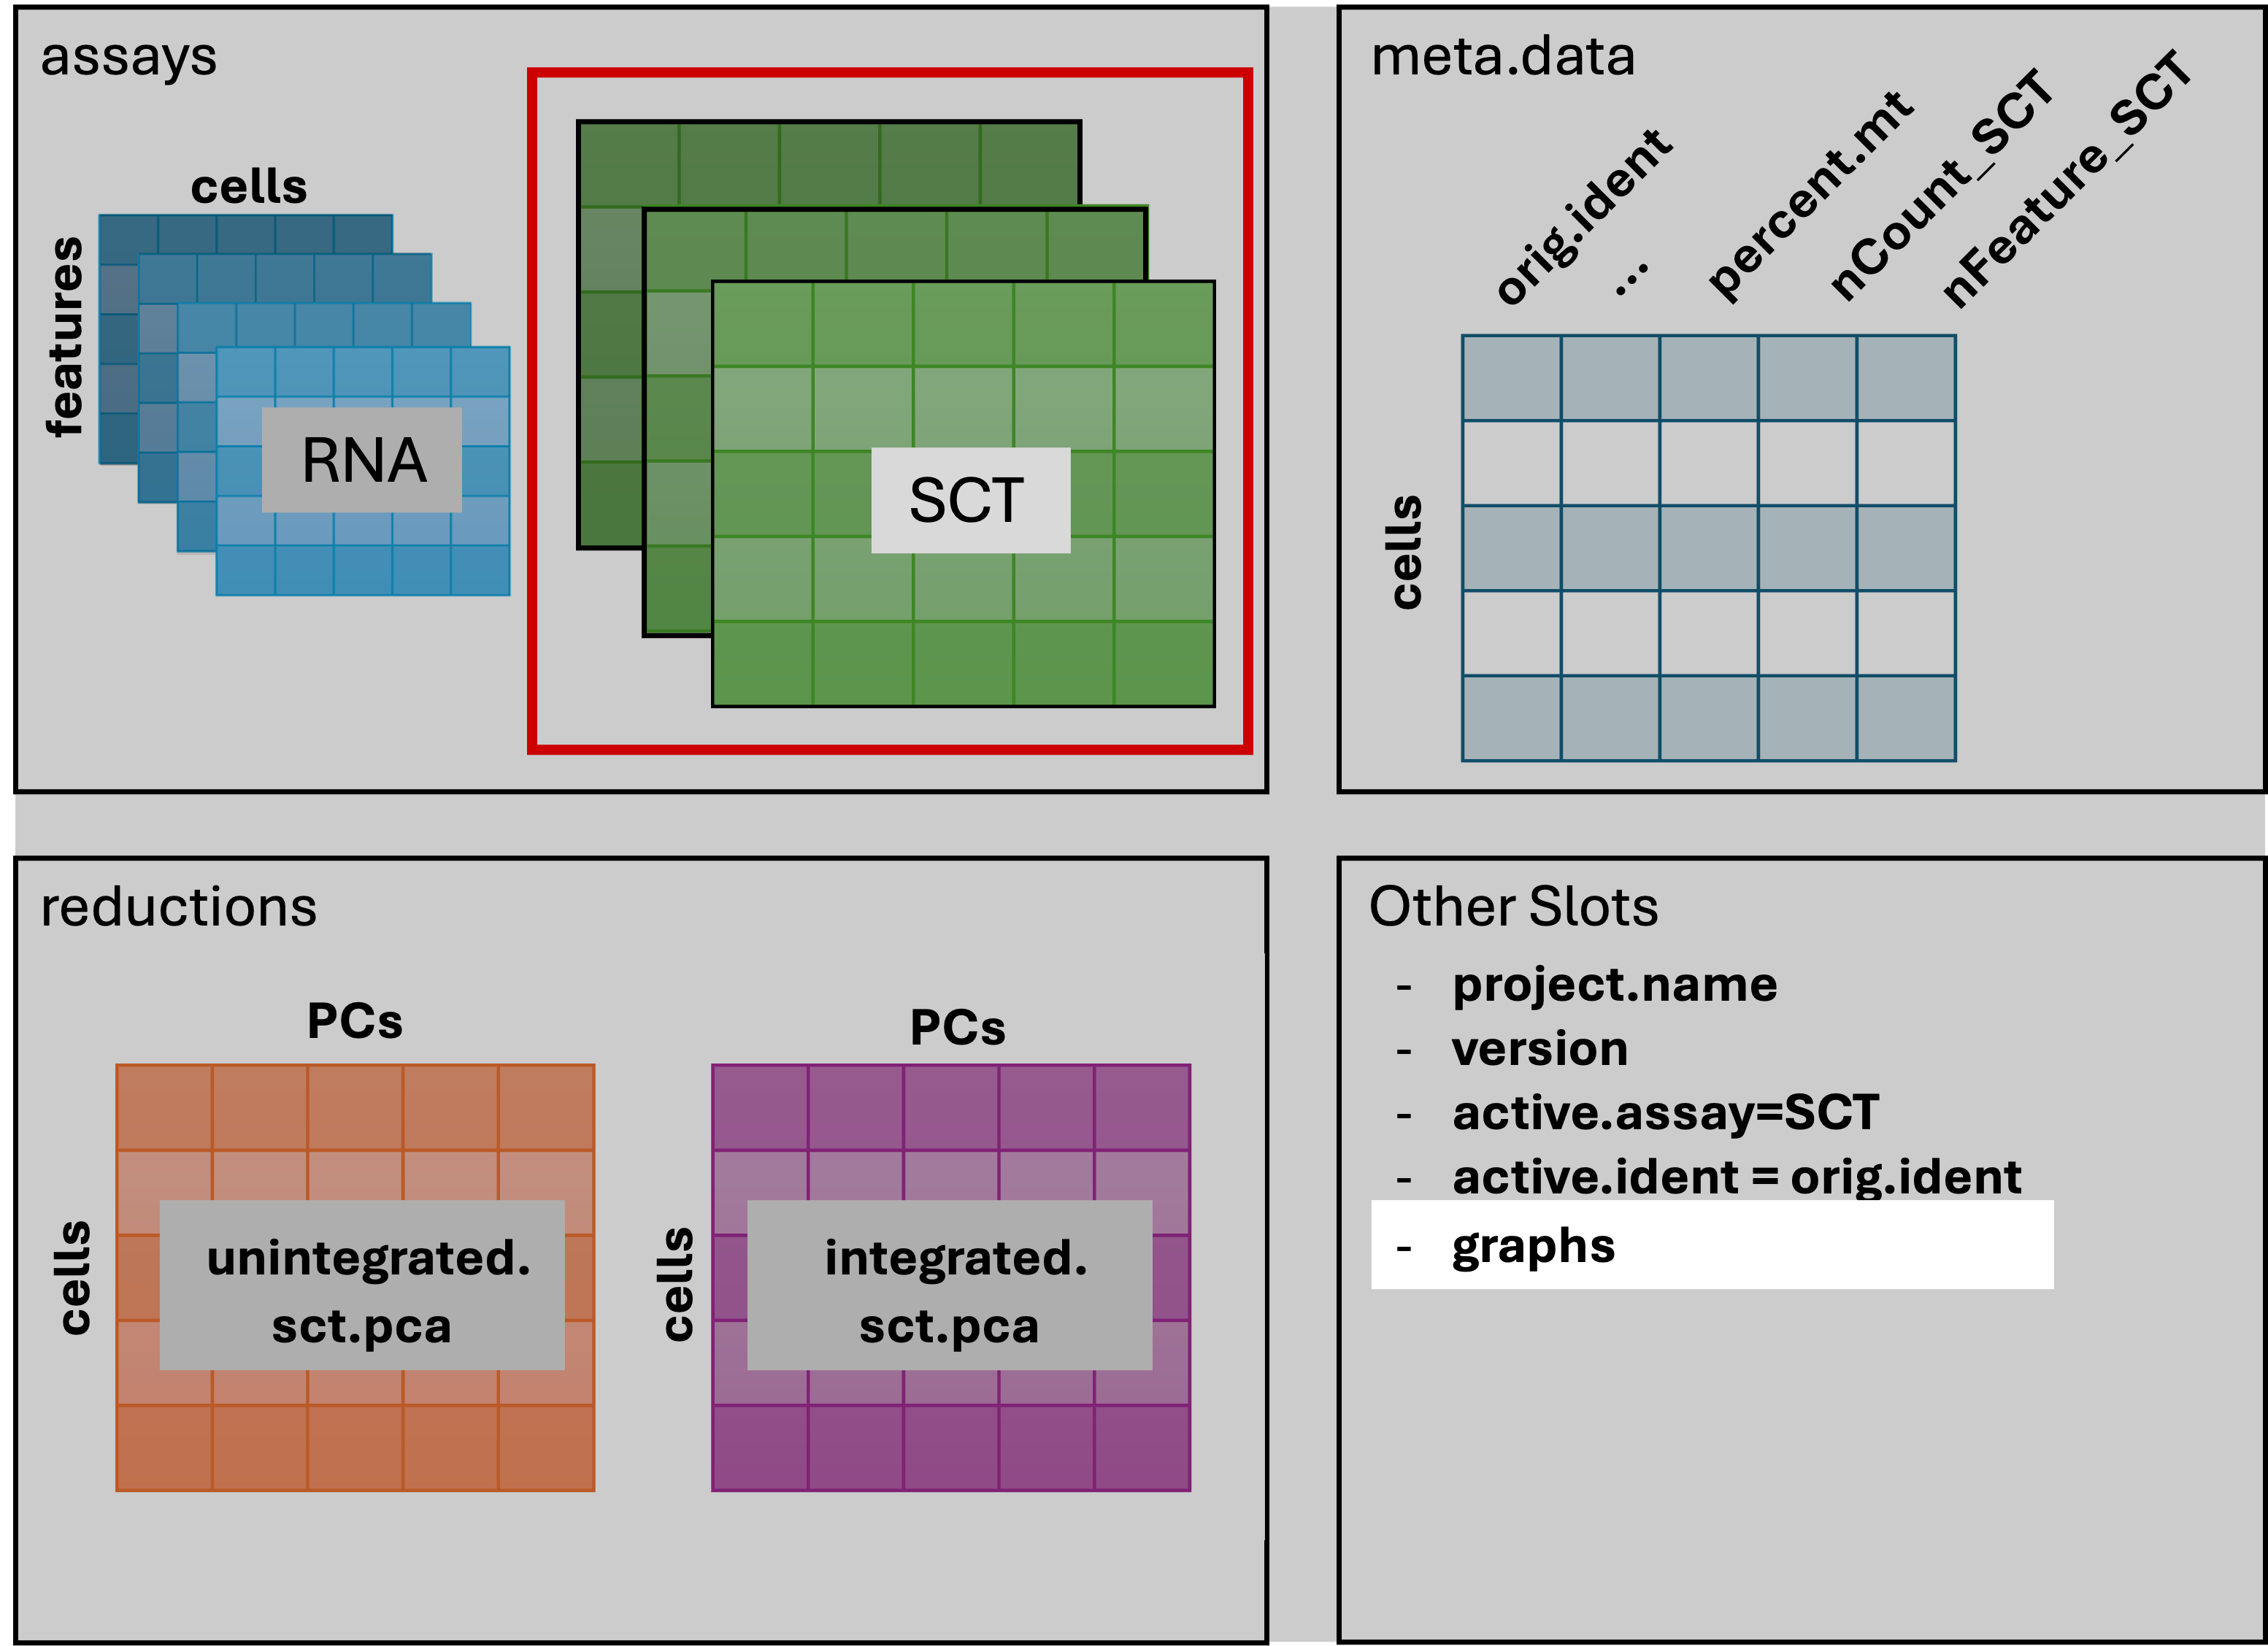 assays
cells
features
RNA
SCT
meta.data
orig.ident
...
percent.mt
nCount_SCT
nFeature_SCT
cells
reductions
PCs
cells
unintegrated.
sct.pca
PCs
cells
integrated.
sct.pca
Other Slots
- project.name
- version
- active.assay=SCT
- active.ident = orig.ident
- graphs